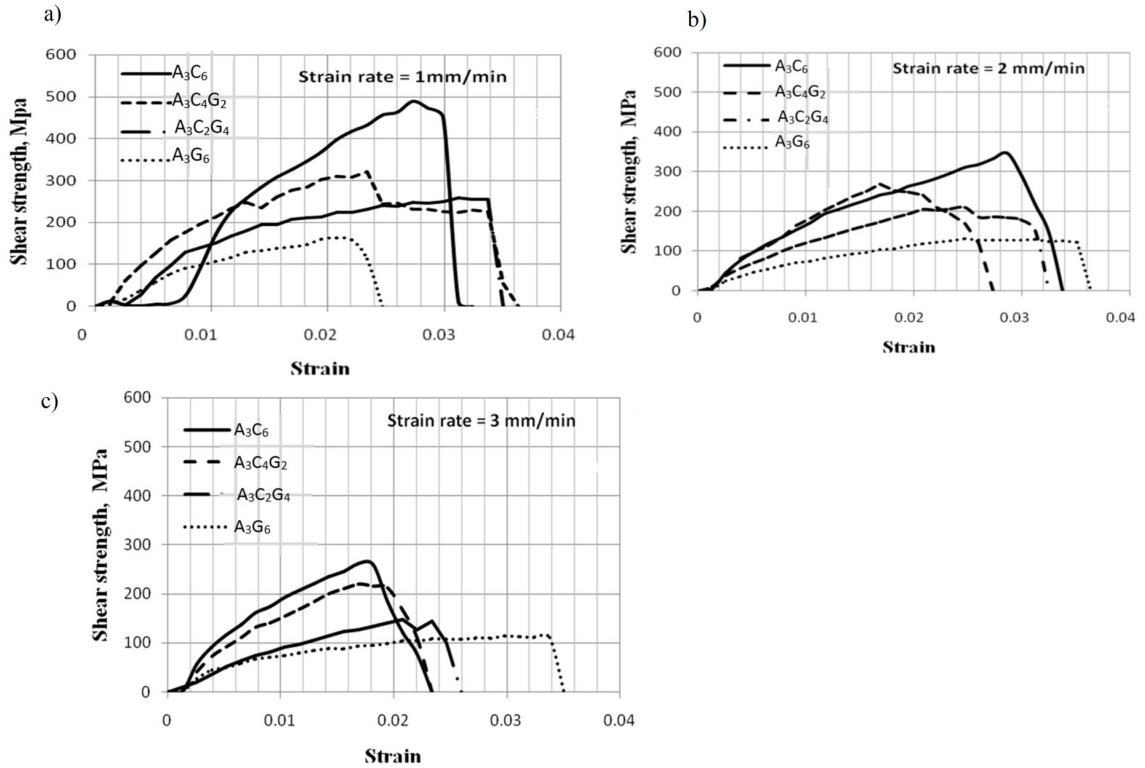 a)
Shear strength, Mpa
600
500
400
300
200
100
0
A₃C₆
A₃C₄G₂
A₃C₂G₄
A₃G₆
Strain rate = 1mm/min
0 0.01 0.02 0.03 0.04
Strain
b)
Shear strength, MPa
600
500
400
300
200
100
0
A₃C₆
A₃C₄G₂
A₃C₂G₄
A₃G₆
Strain rate = 2 mm/min
0 0.01 0.02 0.03 0.04
Strain
c)
Shear strength, MPa
600
500
400
300
200
100
0
A₃C₆
A₃C₄G₂
A₃C₂G₄
A₃G₆
Strain rate = 3 mm/min
0 0.01 0.02 0.03 0.04
Strain